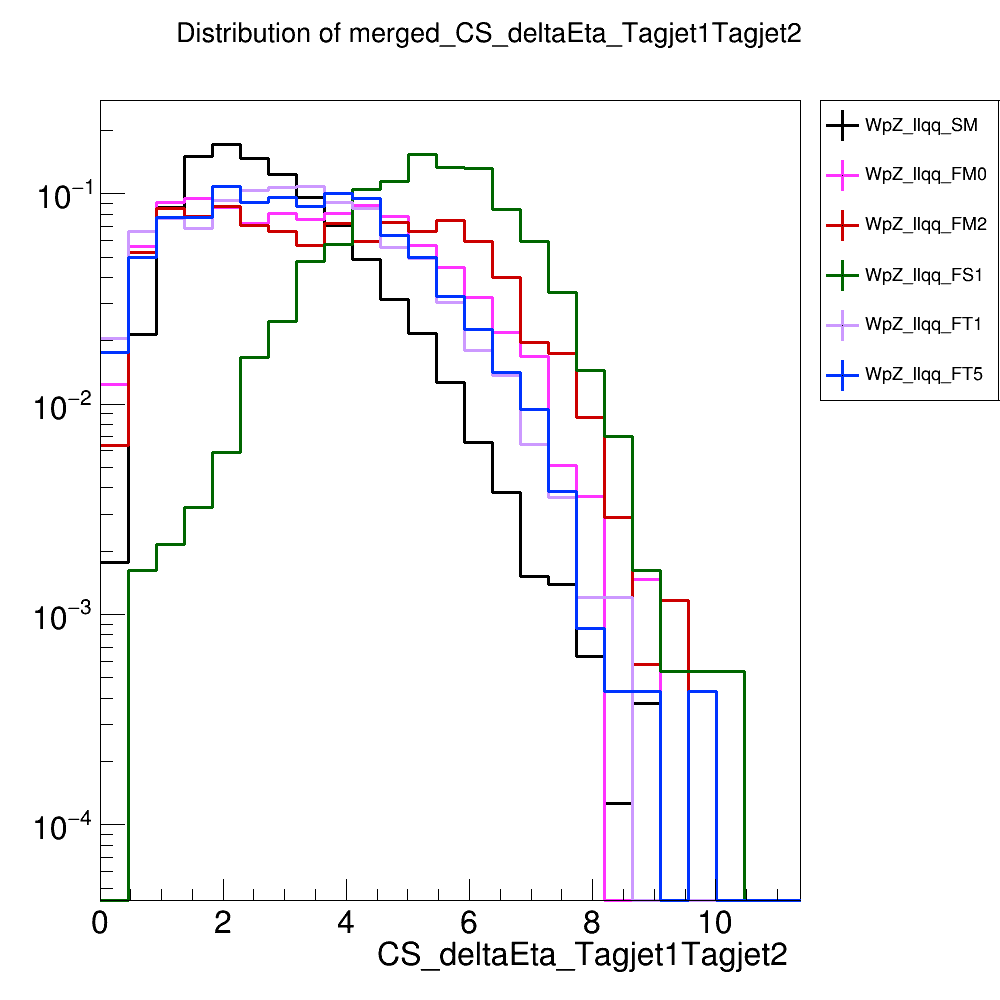 Distribution of merged_CS_deltaEta_Tagjet1Tagjet2
WpZ_llqq_SM
WpZ_llqq_FM0
WpZ_llqq_FM2
WpZ_llqq_FS1
WpZ_llqq_FT1
WpZ_llqq_FT5
10⁻¹
10⁻²
10⁻³
10⁻⁴
0 2 4 6 8 10
CS_deltaEta_Tagjet1Tagjet2